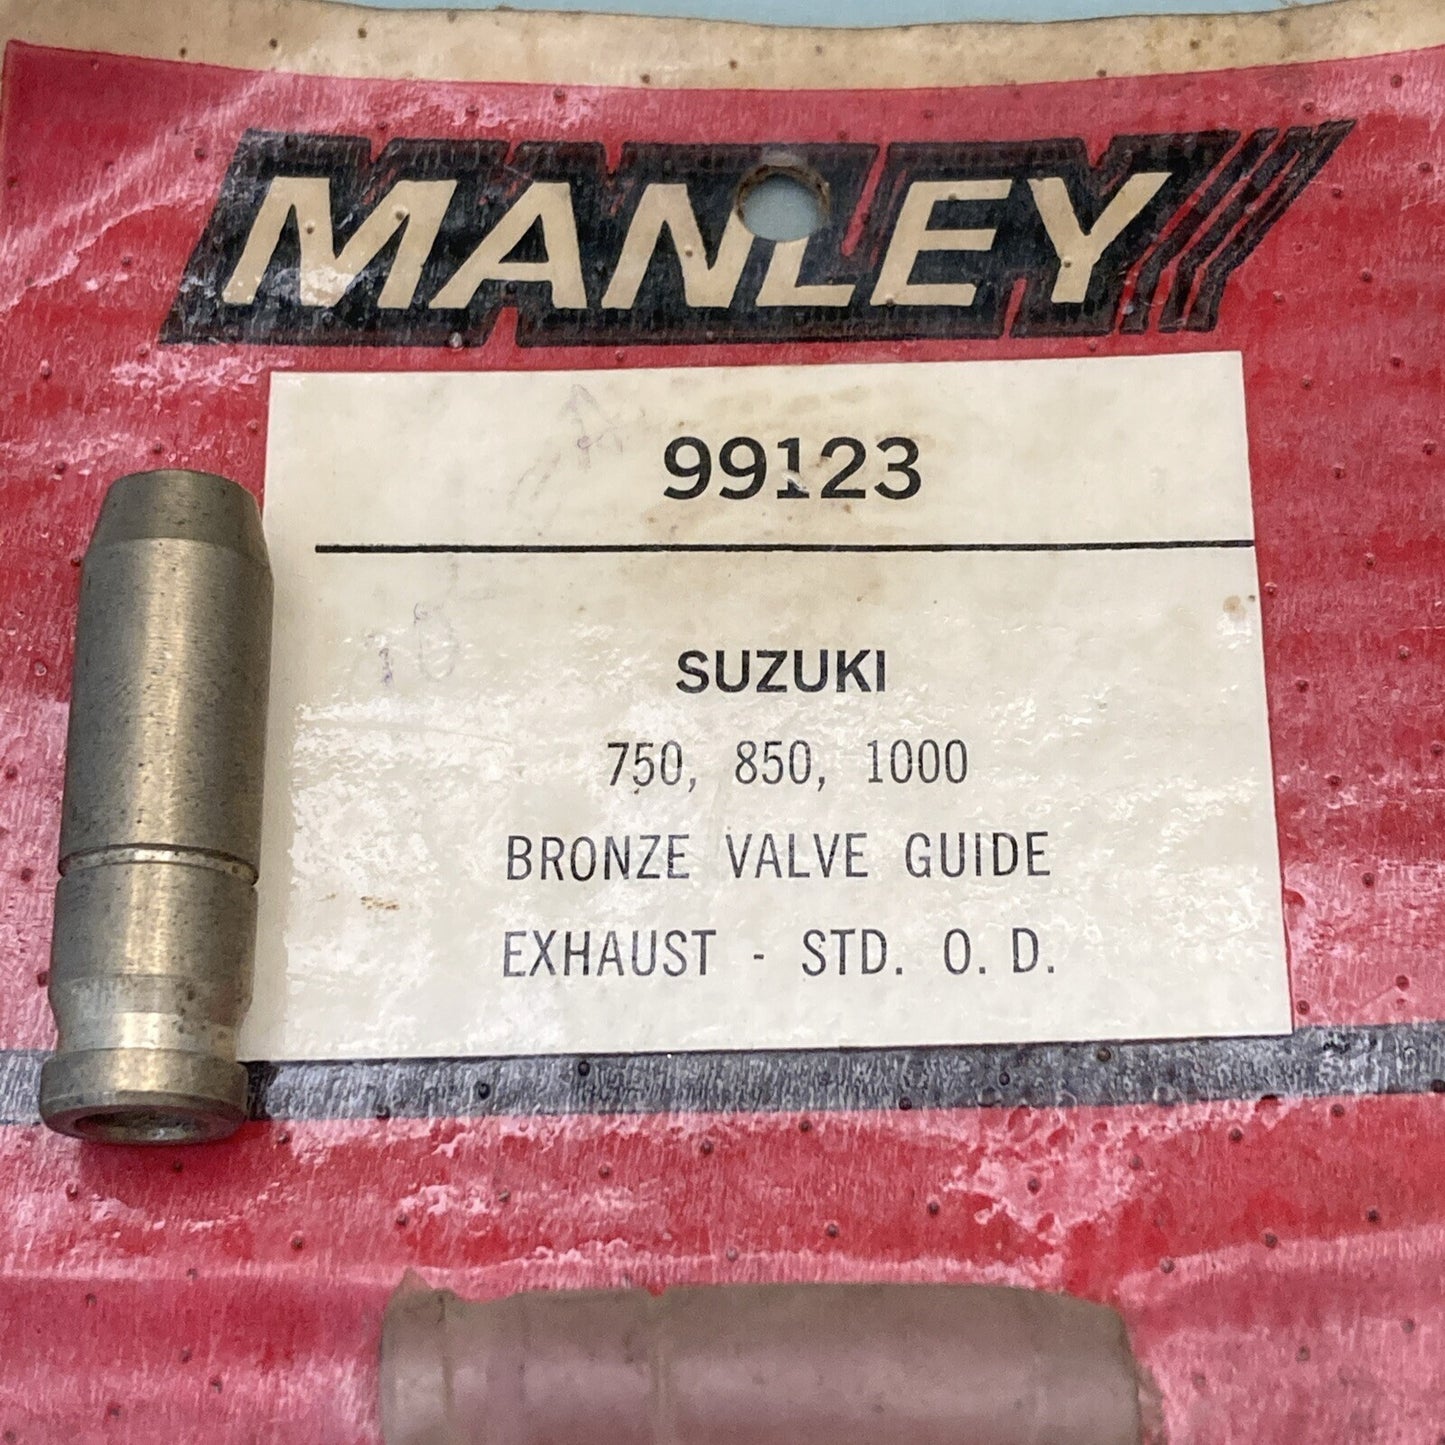 MANLEY
99123
SUZUKI
750, 850, 1000
BRONZE VALVE GUIDE
EXHAUST - STD. O. D.